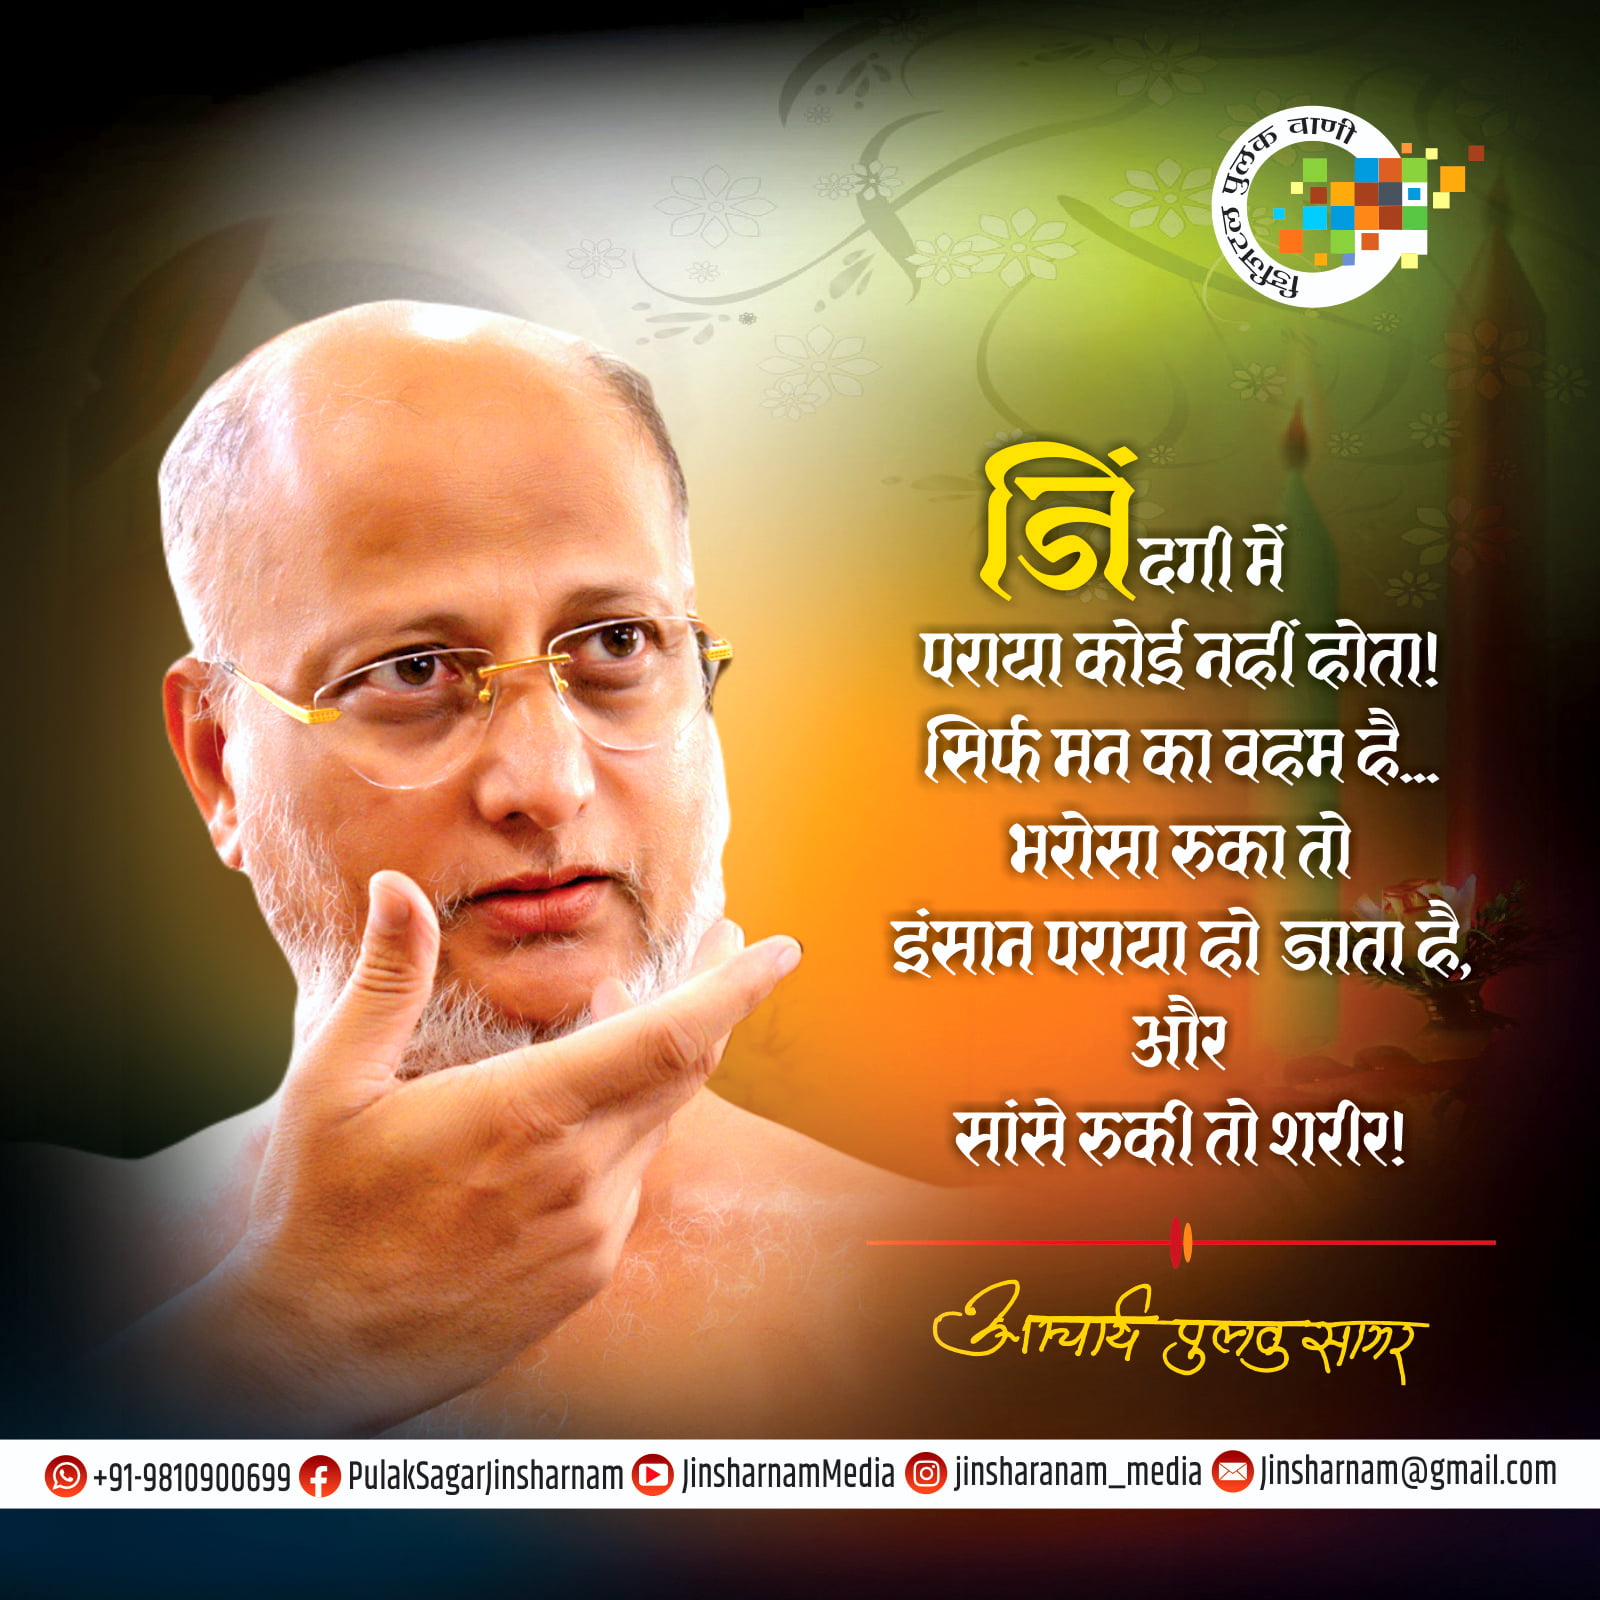 डिजिटल पुलक वाणी
जिंदगी में
पराया कोई नहीं होता!
सिर्फ मन का वहम है...
भरोसा रुका तो
इंसान पराया हो जाता है,
और
सांसे रुकी तो शरीर!
आचार्य पुलक सागर
+91-9810900699 PulakSagarJinsharnam JinsharnamMedia jinsharanam_media Jinsharnam@gmail.com